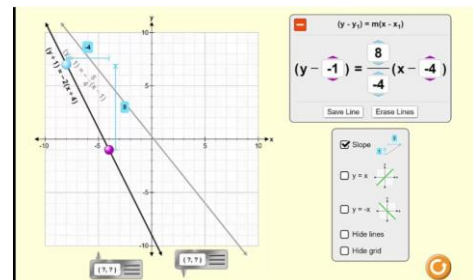 (y - y₁) = m(x - x₁)
(y − -1) = 8/-4 (x − -4)
Save Line
Erase Lines
Slope
y = x
y = -x
Hide lines
Hide grid
y
10
5
-10
-5
5
10
x
-5
-10
-4
8
(y+1) = -2(x+4)
(?, ?)
(?, ?)